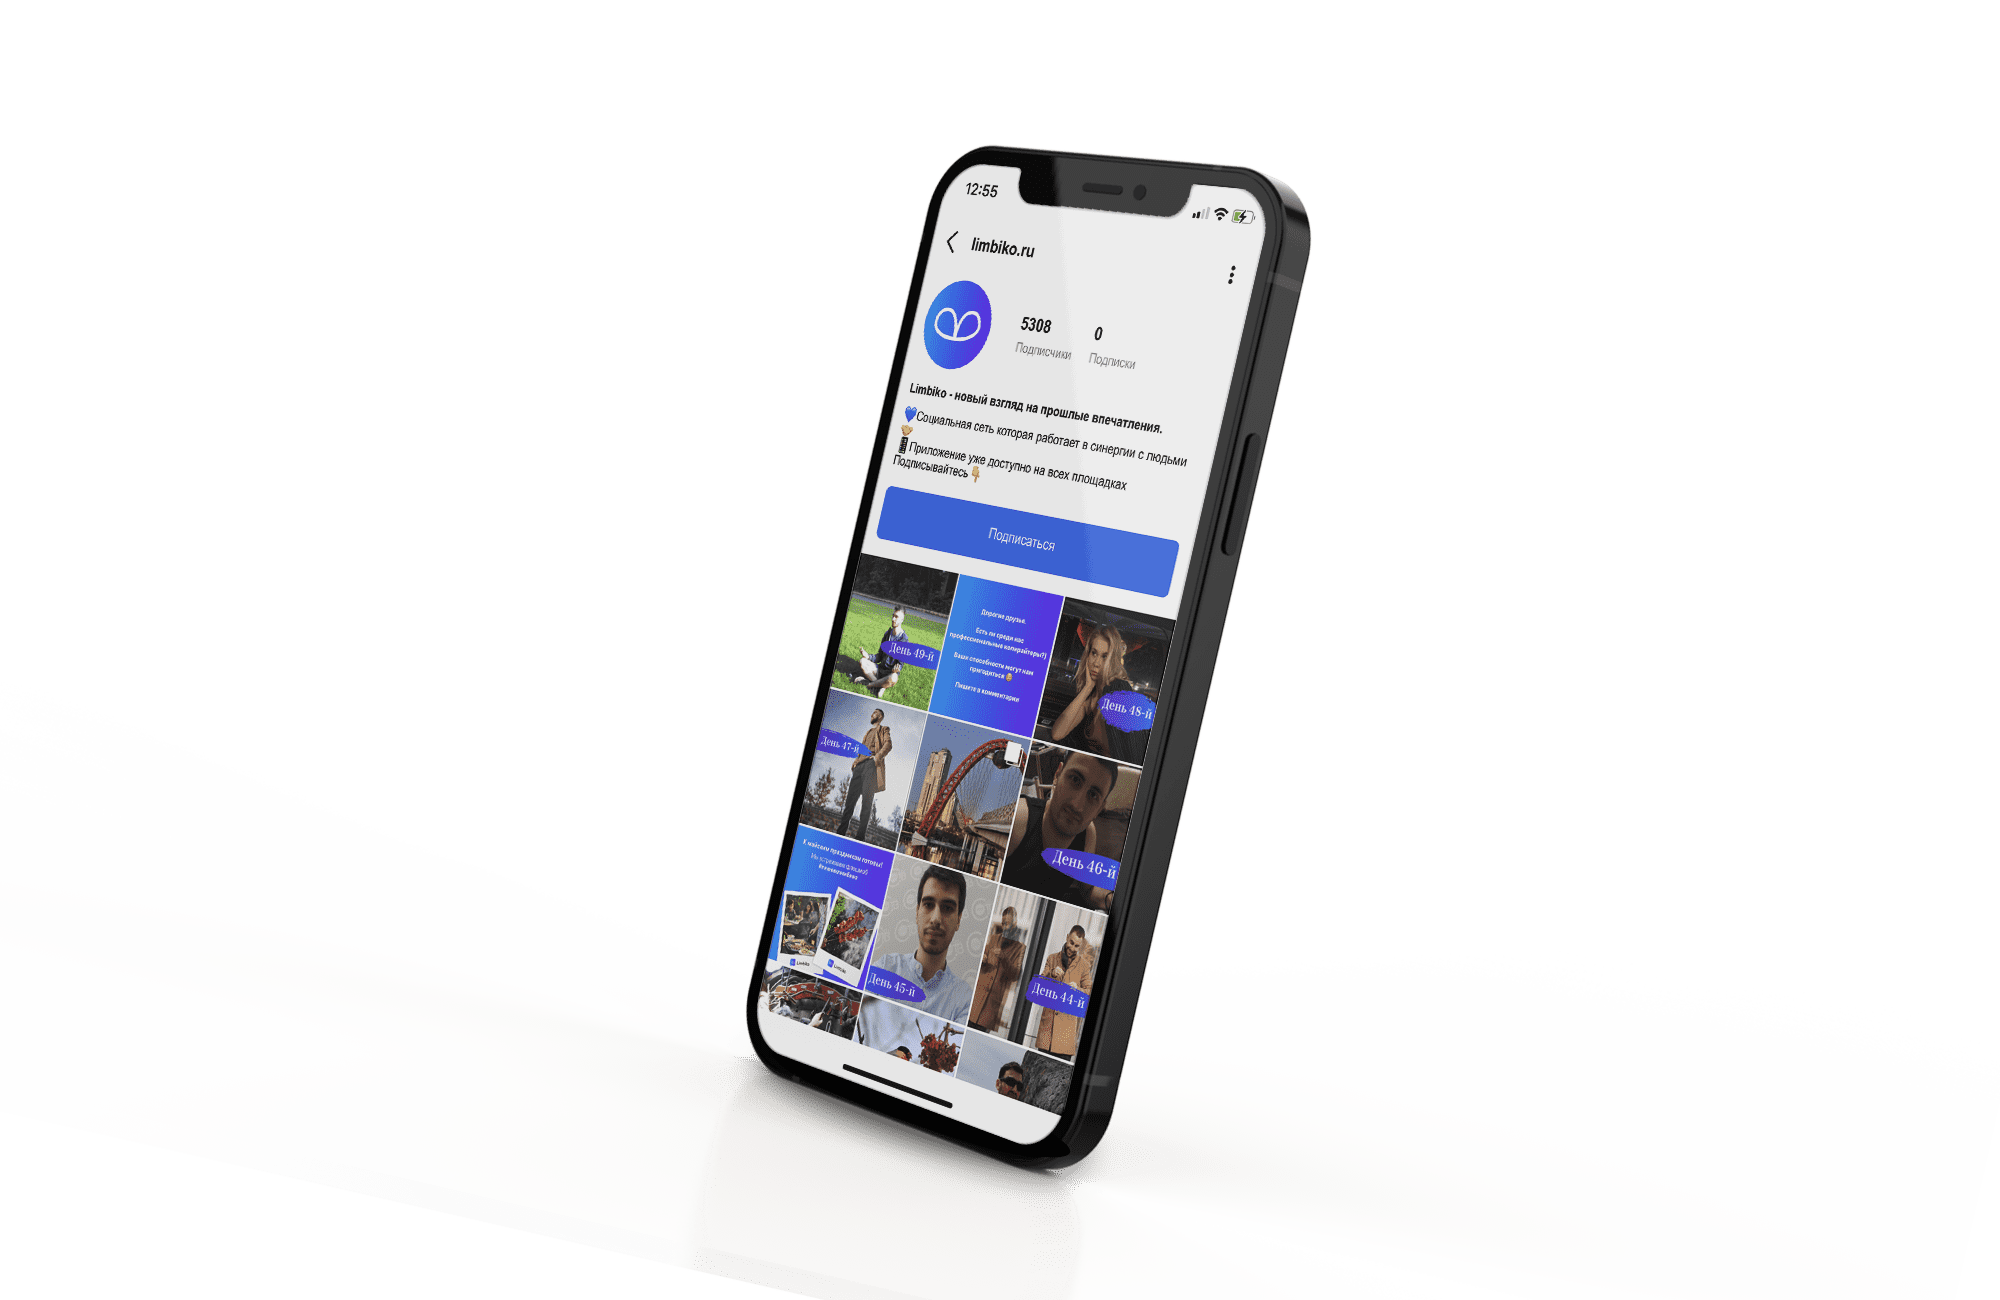 12:55
limbiko.ru
5308
0
Подписчики
Подписки
Limbiko - новый взгляд на прошлые впечатления.
💙Социальная сеть которая работает в синергии с людьми
🤝
📱Приложение уже доступно на всех площадках
Подписывайтесь👇
Подписаться
День 49-й
Дорогие друзья.
Есть ли среди вас
профессиональные копирайтеры?)
Ваши способности могут нам
пригодиться
Пишите в комментарии
День 48-й
День 47-й
День 46-й
К майским праздникам готовы!
Limbiko
Limbiko
День 45-й
День 44-й